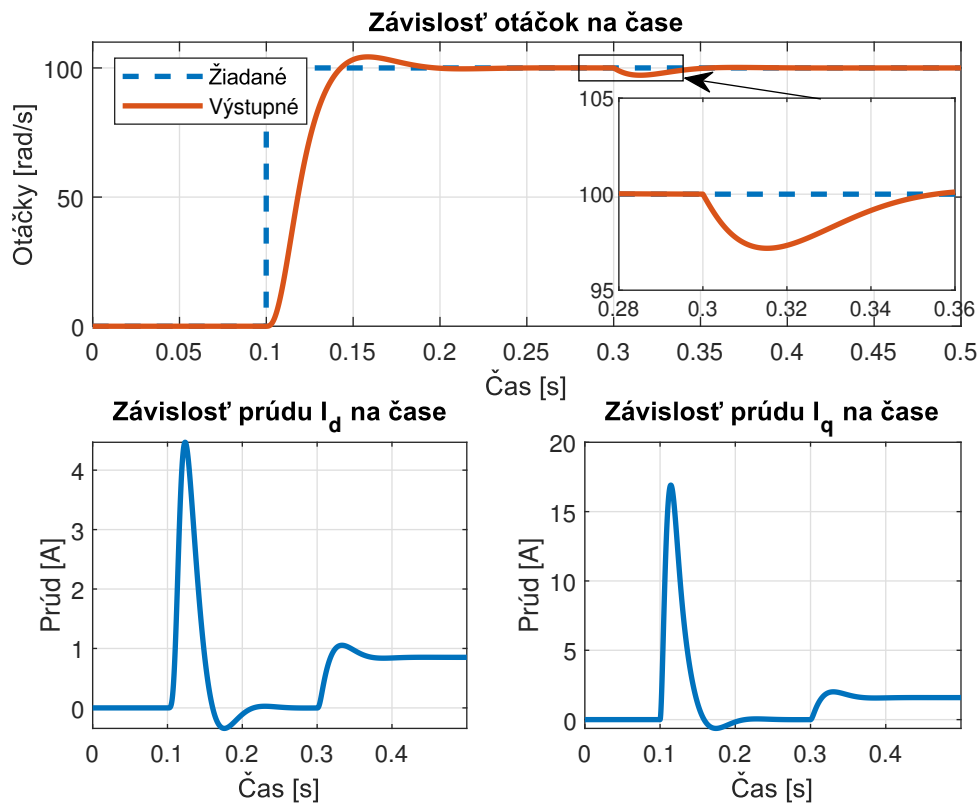 Závislosť otáčok na čase
Otáčky [rad/s]
100
50
0
Žiadané
Výstupné
105
100
95
0.28 0.3 0.32 0.34 0.36
0 0.05 0.1 0.15 0.2 0.25 0.3 0.35 0.4 0.45 0.5
Čas [s]
Závislosť prúdu I_d na čase
Prúd [A]
4
3
2
1
0
0 0.1 0.2 0.3 0.4
Čas [s]
Závislosť prúdu I_q na čase
Prúd [A]
20
15
10
5
0
0 0.1 0.2 0.3 0.4
Čas [s]